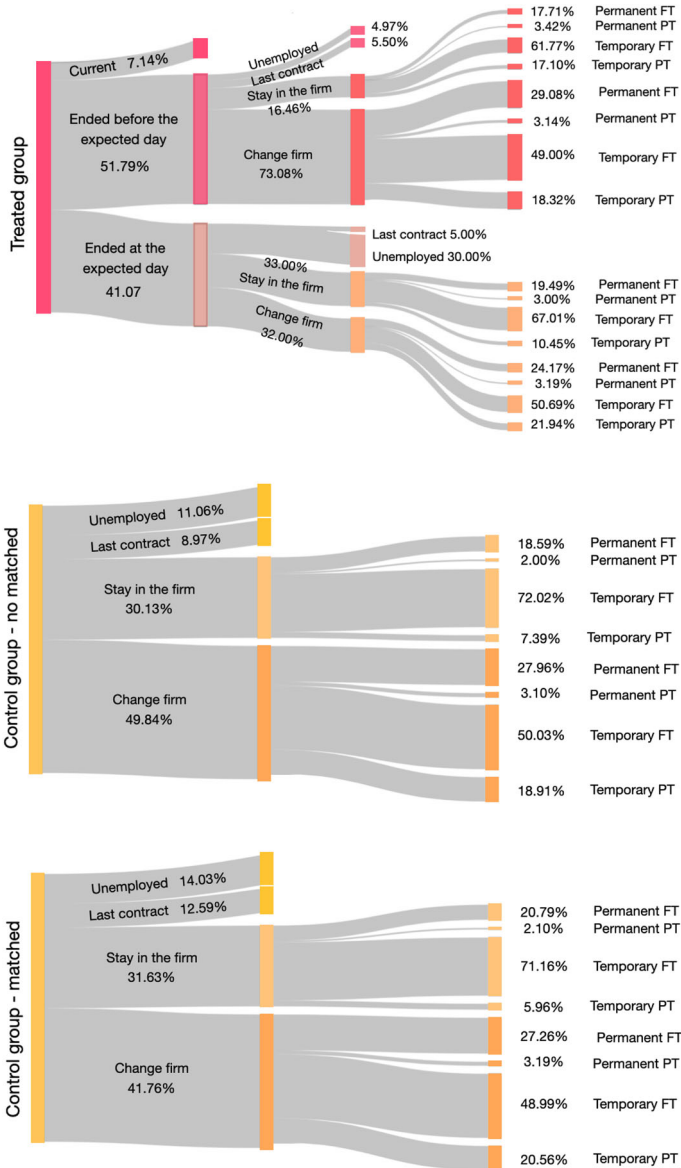 Treated group
Current 7.14%
Ended before the
expected day
51.79%
Ended at the
expected day
41.07
Unemployed
4.97%
Last contract
5.50%
Stay in the firm
16.46%
Change firm
73.08%
17.71% Permanent FT
3.42% Permanent PT
61.77% Temporary FT
17.10% Temporary PT
29.08% Permanent FT
3.14% Permanent PT
49.00% Temporary FT
18.32% Temporary PT
Last contract 5.00%
Unemployed 30.00%
33.00%
Stay in the firm
Change firm
32.00%
19.49% Permanent FT
3.00% Permanent PT
67.01% Temporary FT
10.45% Temporary PT
24.17% Permanent FT
3.19% Permanent PT
50.69% Temporary FT
21.94% Temporary PT
Control group - no matched
Unemployed 11.06%
Last contract 8.97%
Stay in the firm
30.13%
Change firm
49.84%
18.59% Permanent FT
2.00% Permanent PT
72.02% Temporary FT
7.39% Temporary PT
27.96% Permanent FT
3.10% Permanent PT
50.03% Temporary FT
18.91% Temporary PT
Control group - matched
Unemployed 14.03%
Last contract 12.59%
Stay in the firm
31.63%
Change firm
41.76%
20.79% Permanent FT
2.10% Permanent PT
71.16% Temporary FT
5.96% Temporary PT
27.26% Permanent FT
3.19% Permanent PT
48.99% Temporary FT
20.56% Temporary PT